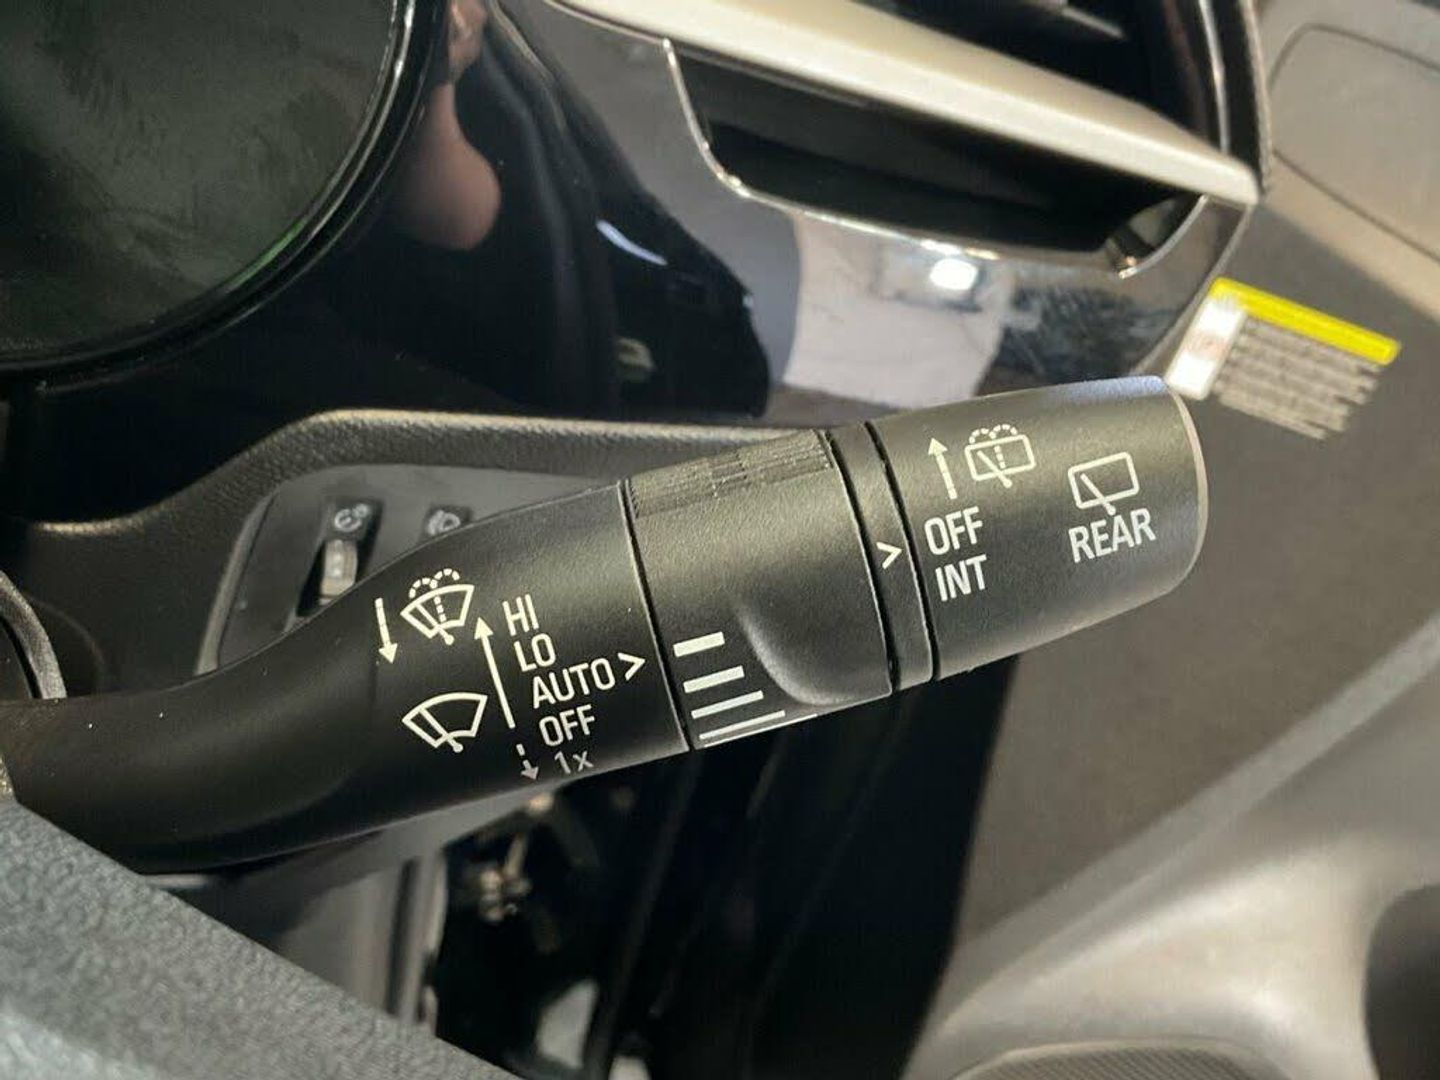 HI
LO
AUTO >
OFF
1x
>
OFF
INT
REAR